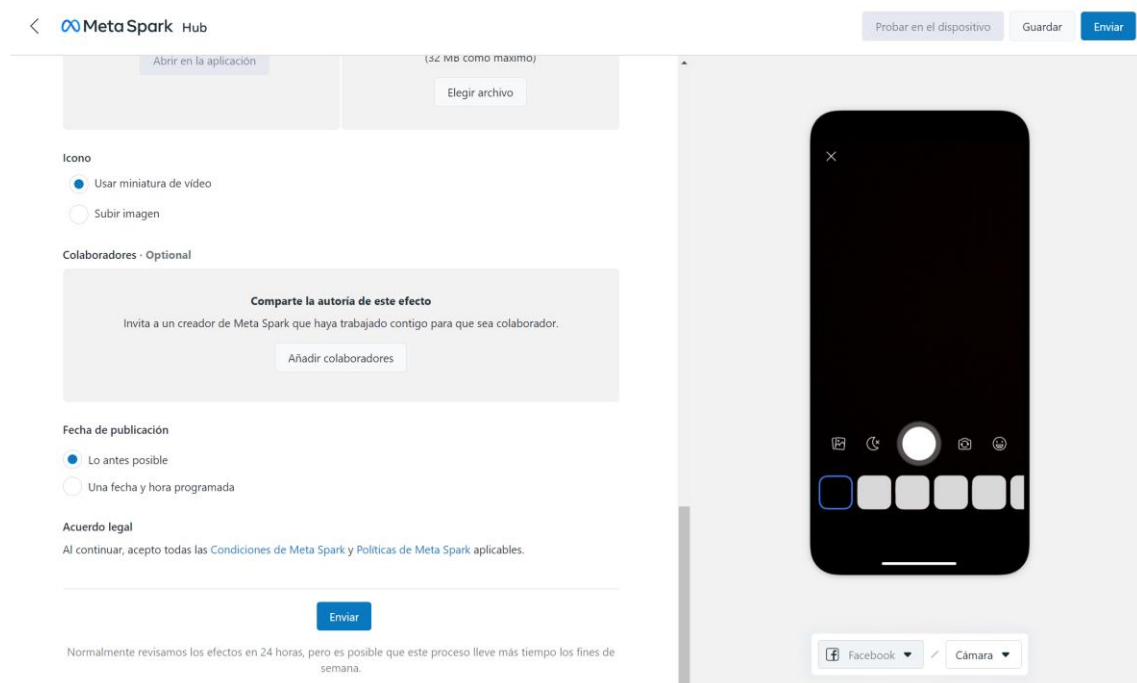 Meta Spark Hub
Probar en el dispositivo
Guardar
Enviar
Abrir en la aplicación
(32 MB como máximo)
Elegir archivo
Icono
Usar miniatura de vídeo
Subir imagen
Colaboradores · Optional
Comparte la autoría de este efecto
Invita a un creador de Meta Spark que haya trabajado contigo para que sea colaborador.
Añadir colaboradores
Fecha de publicación
Lo antes posible
Una fecha y hora programada
Acuerdo legal
Al continuar, acepto todas las Condiciones de Meta Spark y Políticas de Meta Spark aplicables.
Enviar
Normalmente revisamos los efectos en 24 horas, pero es posible que este proceso lleve más tiempo los fines de
semana.
Facebook / Cámara